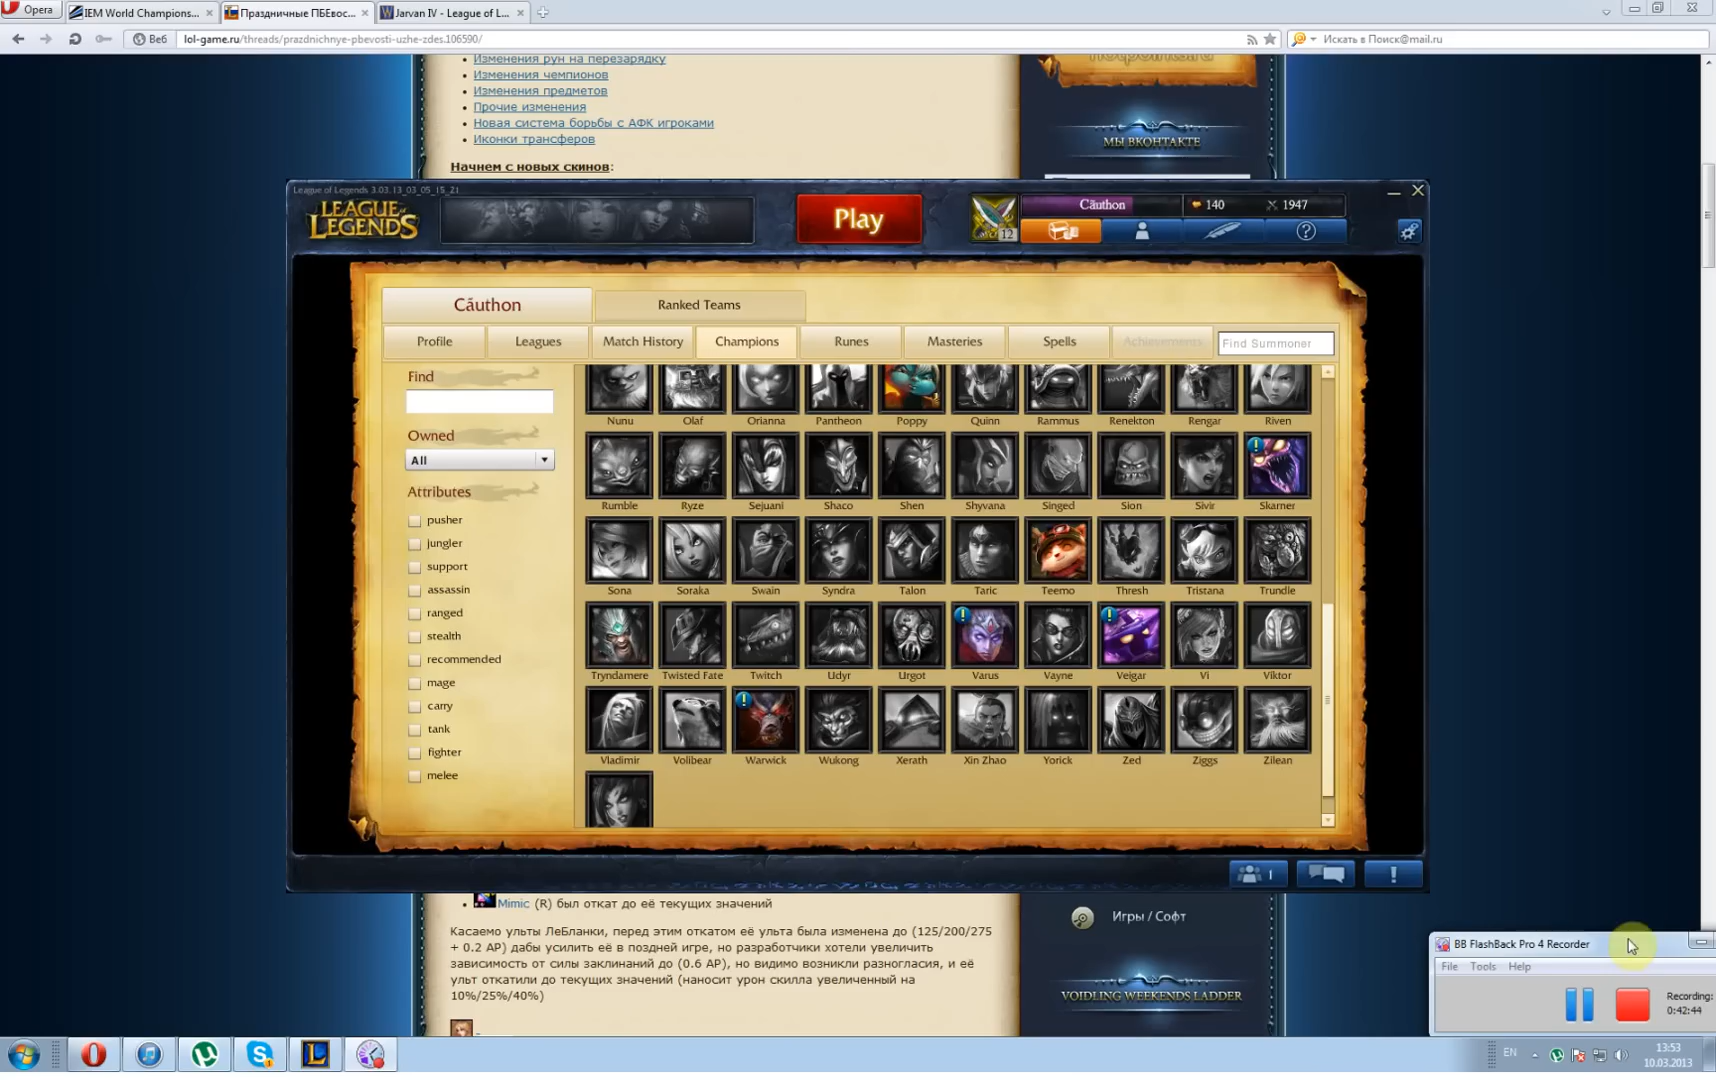 Opera
IEM World Champions...
Праздничные ПБЕвос...
Jarvan IV - League of L...
Веб
lol-game.ru/threads/prazdnichnye-pbevosti-uzhe-zdes.106590/
Искать в Поиск@mail.ru
Изменения рун на перезарядку
Изменения чемпионов
Изменения предметов
Прочие изменения
Новая система борьбы с АФК игроками
Иконки трансферов
МЫ ВКОНТАКТЕ
Начнем с новых скинов:
League of Legends 3.03.13_03_05_15_21
LEAGUE of LEGENDS
Play
12
Cãuthon
140
1947
Cãuthon
Ranked Teams
Profile
Leagues
Match History
Champions
Runes
Masteries
Spells
Achievements
Find Summoner
Find
Owned
All
Attributes
pusher
jungler
support
assassin
ranged
stealth
recommended
mage
carry
tank
fighter
melee
Nunu Olaf Orianna Pantheon Poppy Quinn Rammus Renekton Rengar Riven
Rumble Ryze Sejuani Shaco Shen Shyvana Singed Sion Sivir Skarner
Sona Soraka Swain Syndra Talon Taric Teemo Thresh Tristana Trundle
Tryndamere Twisted Fate Twitch Udyr Urgot Varus Vayne Veigar Vi Viktor
Vladimir Volibear Warwick Wukong Xerath Xin Zhao Yorick Zed Ziggs Zilean
1
Mimic (R) был откат до её текущих значений
Касаемо ульты ЛеБланки, перед этим откатом её ульта была изменена до (125/200/275
+ 0.2 AP) дабы усилить её в поздней игре, но разработчики хотели увеличить
зависимость от силы заклинаний до (0.6 AP), но видимо возникли разногласия, и её
ульт откатили до текущих значений (наносит урон скилла увеличенный на
10%/25%/40%)
Игры / Софт
VOIDLING WEEKENDS LADDER
BB FlashBack Pro 4 Recorder
File Tools Help
Recording:
0:42:44
EN
13:53
10.03.2013